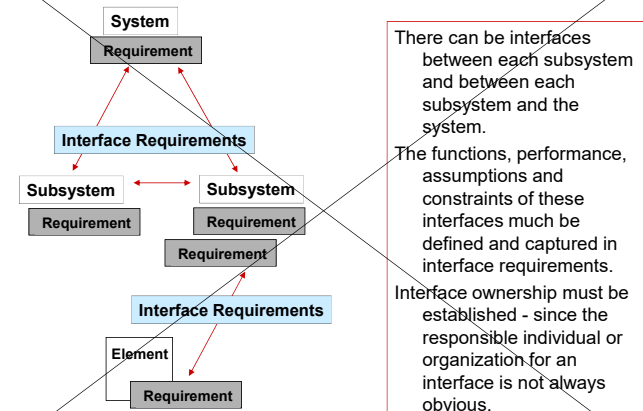 System
Requirement
Interface Requirements
Subsystem
Subsystem
Requirement
Requirement
Requirement
Interface Requirements
Element
Requirement
There can be interfaces
between each subsystem
and between each
subsystem and the
system.
The functions, performance,
assumptions and
constraints of these
interfaces much be
defined and captured in
interface requirements.
Interface ownership must be
established - since the
responsible individual or
organization for an
interface is not always
obvious.